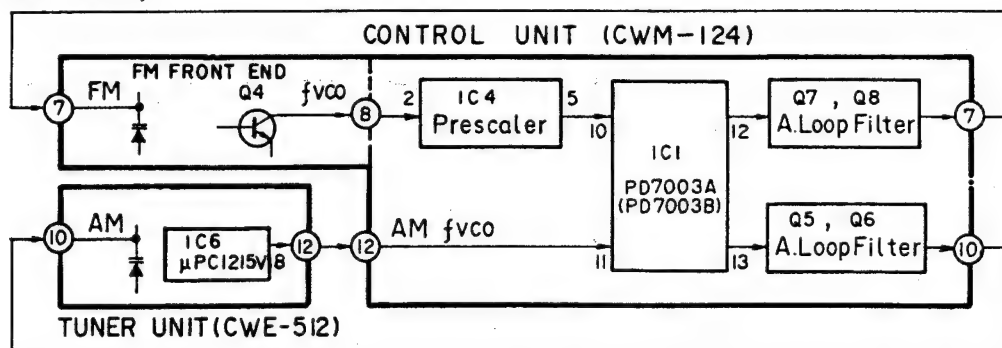 CONTROL UNIT (CWM-124)
FM FRONT END
7 FM Q4 fvco 8 2 IC4 Prescaler 5 10
IC1 PD7003A (PD7003B)
12 Q7 , Q8 A.Loop Filter 7
10 AM IC6 μPC1215V 18 12 12 AM fvco 11
13 Q5 , Q6 A.Loop Filter 10
TUNER UNIT (CWE-512)